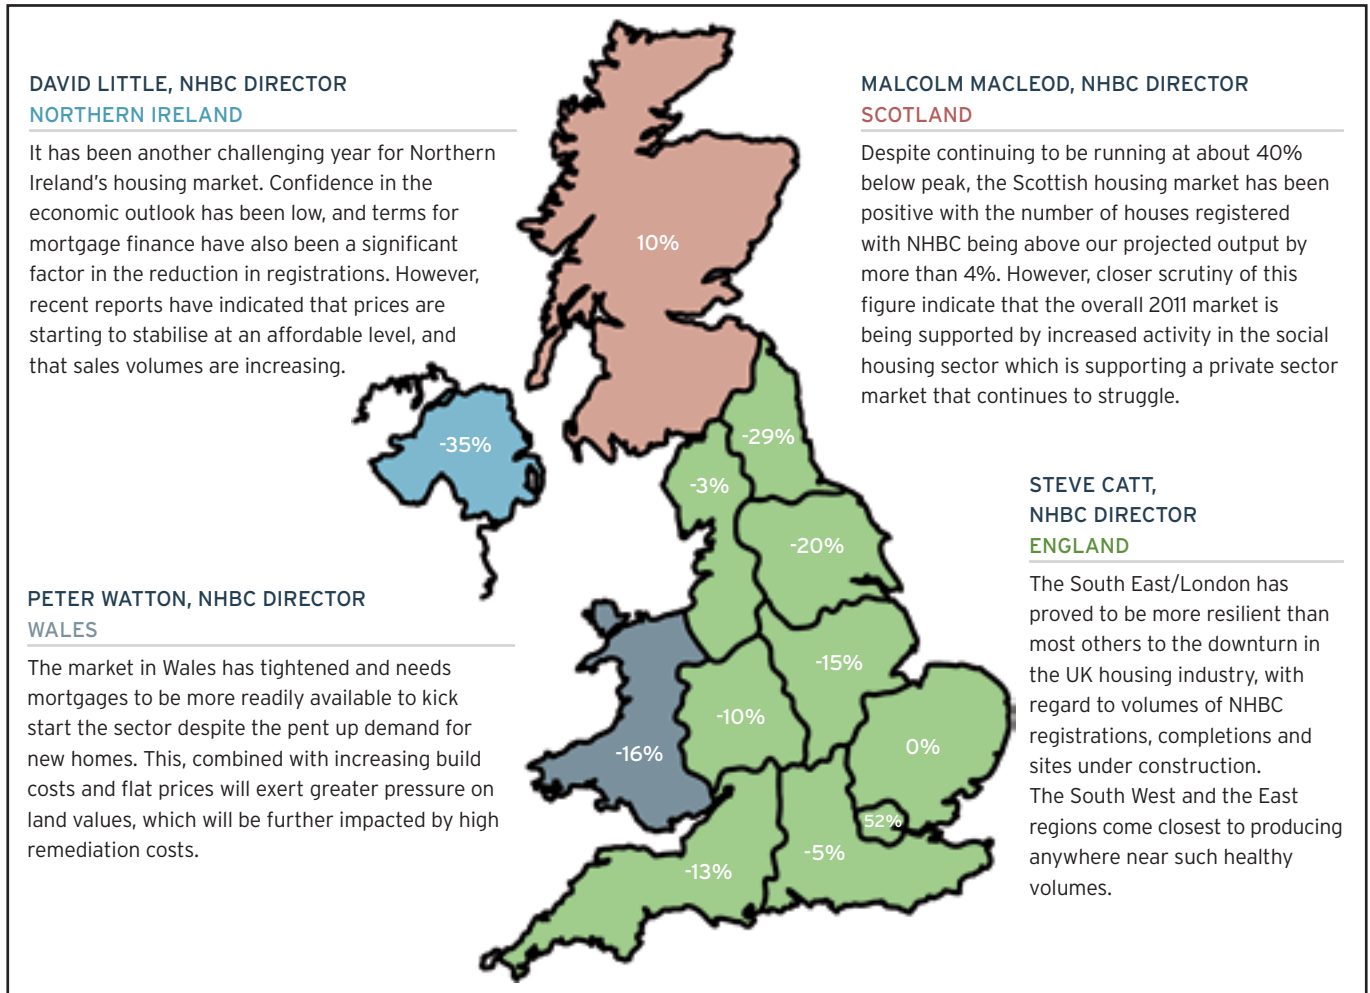 DAVID LITTLE, NHBC DIRECTOR
NORTHERN IRELAND
It has been another challenging year for Northern
Ireland's housing market. Confidence in the
economic outlook has been low, and terms for
mortgage finance have also been a significant
factor in the reduction in registrations. However,
recent reports have indicated that prices are
starting to stabilise at an affordable level, and
that sales volumes are increasing.
MALCOLM MACLEOD, NHBC DIRECTOR
SCOTLAND
Despite continuing to be running at about 40%
below peak, the Scottish housing market has been
positive with the number of houses registered
with NHBC being above our projected output by
more than 4%. However, closer scrutiny of this
figure indicate that the overall 2011 market is
being supported by increased activity in the social
housing sector which is supporting a private sector
market that continues to struggle.
PETER WATTON, NHBC DIRECTOR
WALES
The market in Wales has tightened and needs
mortgages to be more readily available to kick
start the sector despite the pent up demand for
new homes. This, combined with increasing build
costs and flat prices will exert greater pressure on
land values, which will be further impacted by high
remediation costs.
STEVE CATT,
NHBC DIRECTOR
ENGLAND
The South East/London has
proved to be more resilient than
most others to the downturn in
the UK housing industry, with
regard to volumes of NHBC
registrations, completions and
sites under construction.
The South West and the East
regions come closest to producing
anywhere near such healthy
volumes.
10%
-35%
-29%
-3%
-20%
-15%
-10%
-16%
0%
52%
-5%
-13%